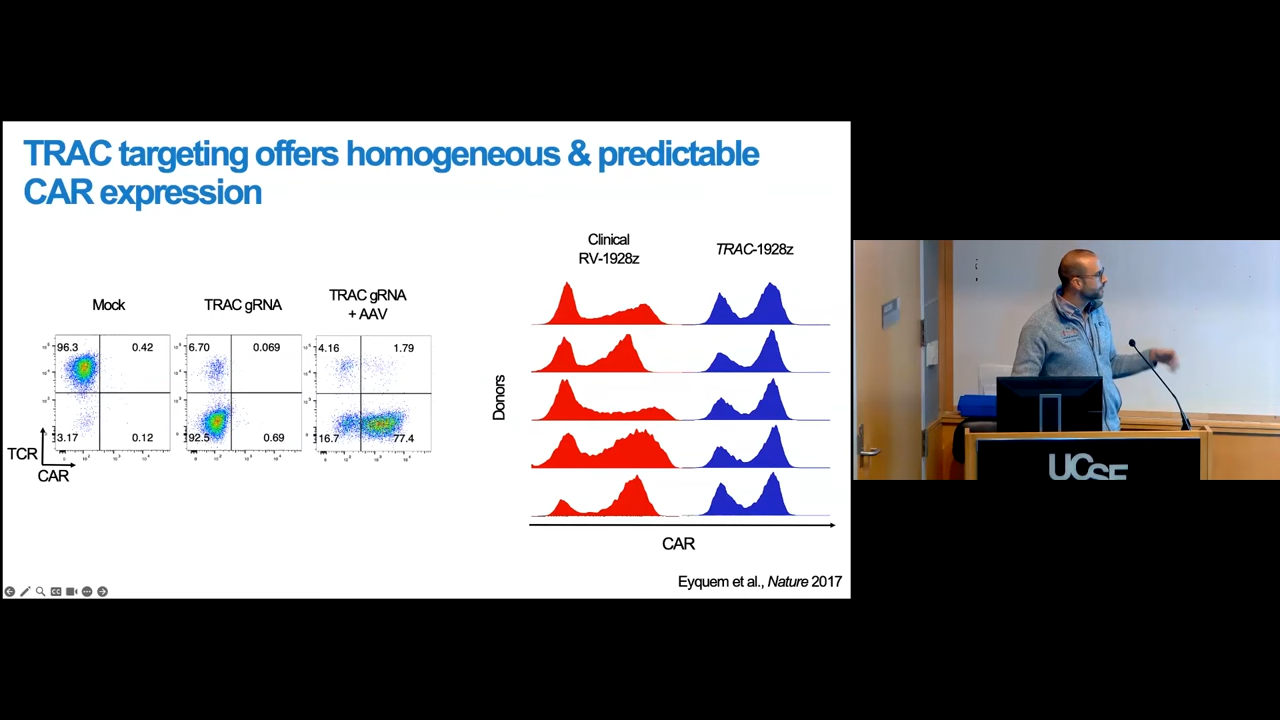 TRAC targeting offers homogeneous & predictable
CAR expression
Mock
TRAC gRNA
TRAC gRNA
+ AAV
96.3
0.42
3.17
0.12
6.70
0.069
92.5
0.69
4.16
1.79
16.7
77.4
TCR
CAR
Clinical
RV-1928z
TRAC-1928z
Donors
CAR
Eyquem et al., Nature 2017
UCSF